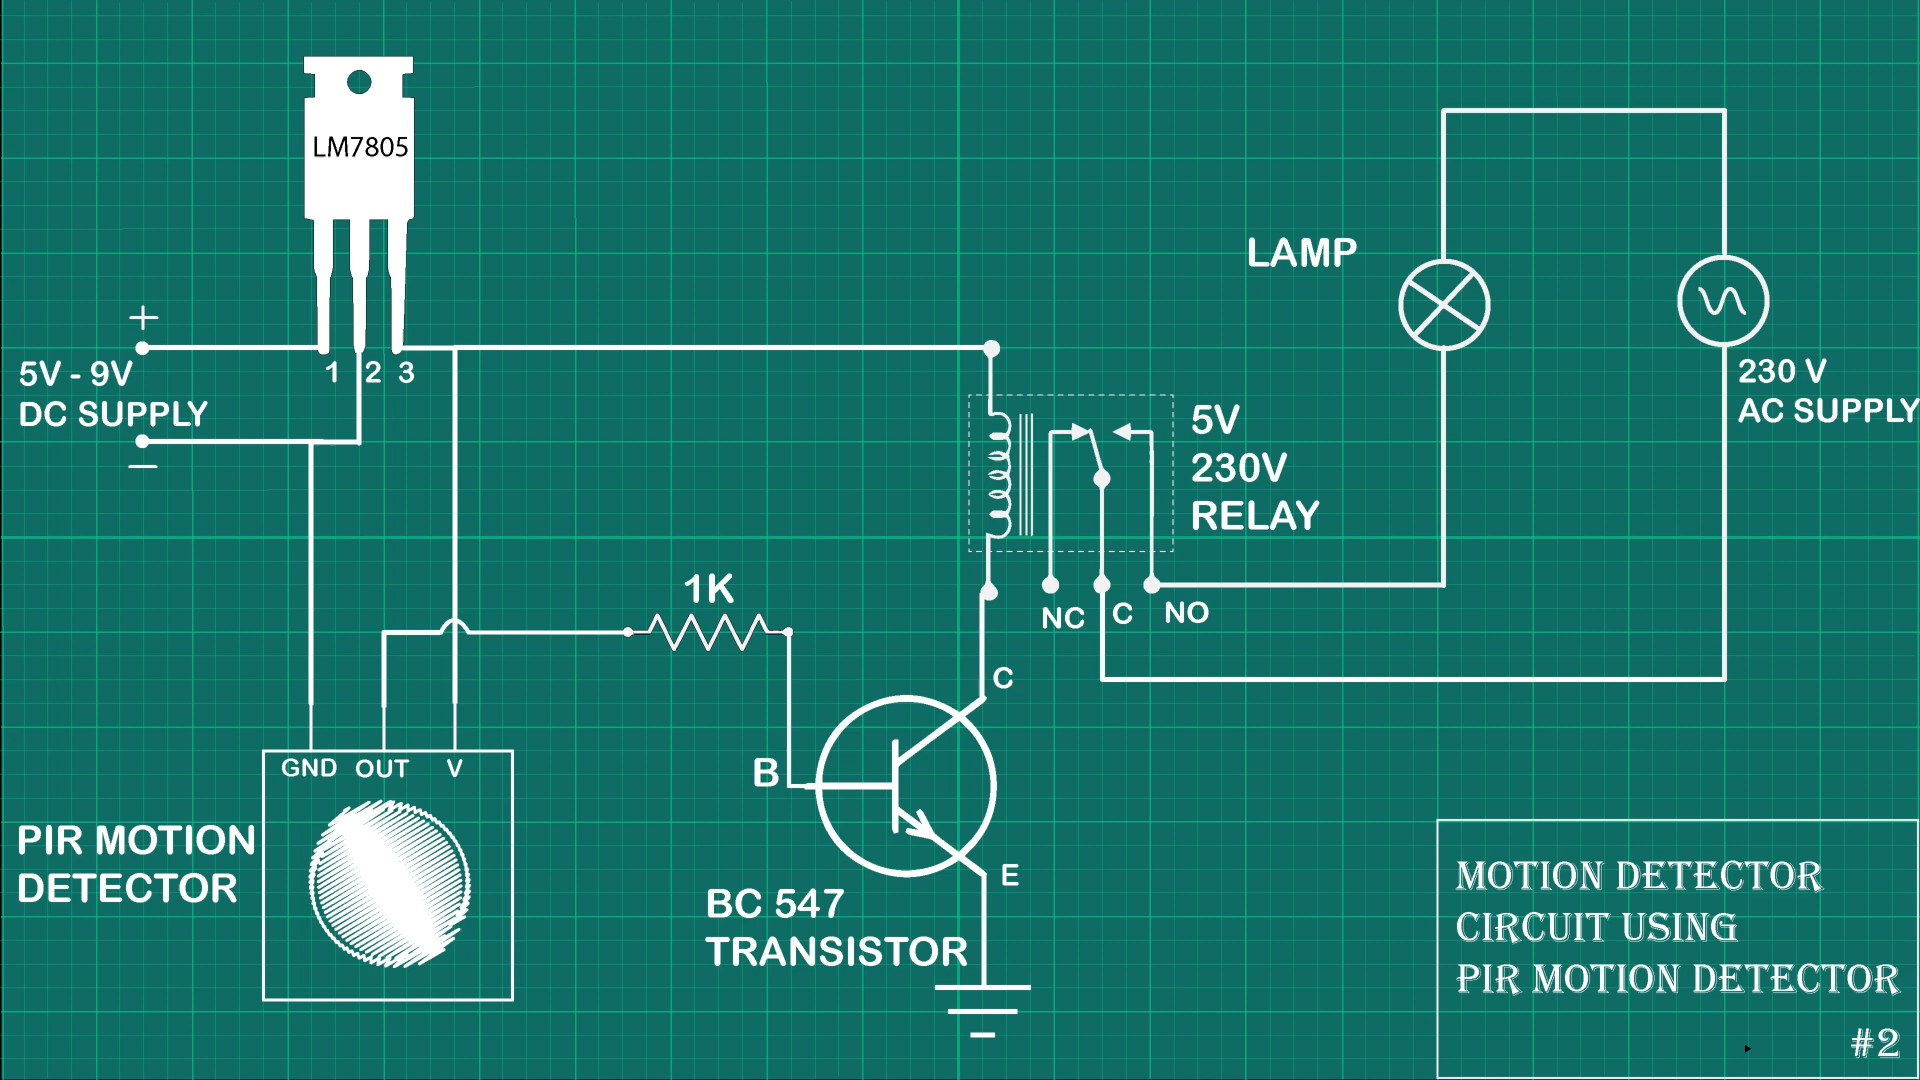 LM7805
LAMP
+
5V - 9V
DC SUPPLY
–
1 2 3
230 V
AC SUPPLY
5V
230V
RELAY
1K
NC C NO
C
B
E
GND OUT V
PIR MOTION
DETECTOR
BC 547
TRANSISTOR
MOTION DETECTOR
CIRCUIT USING
PIR MOTION DETECTOR
#2